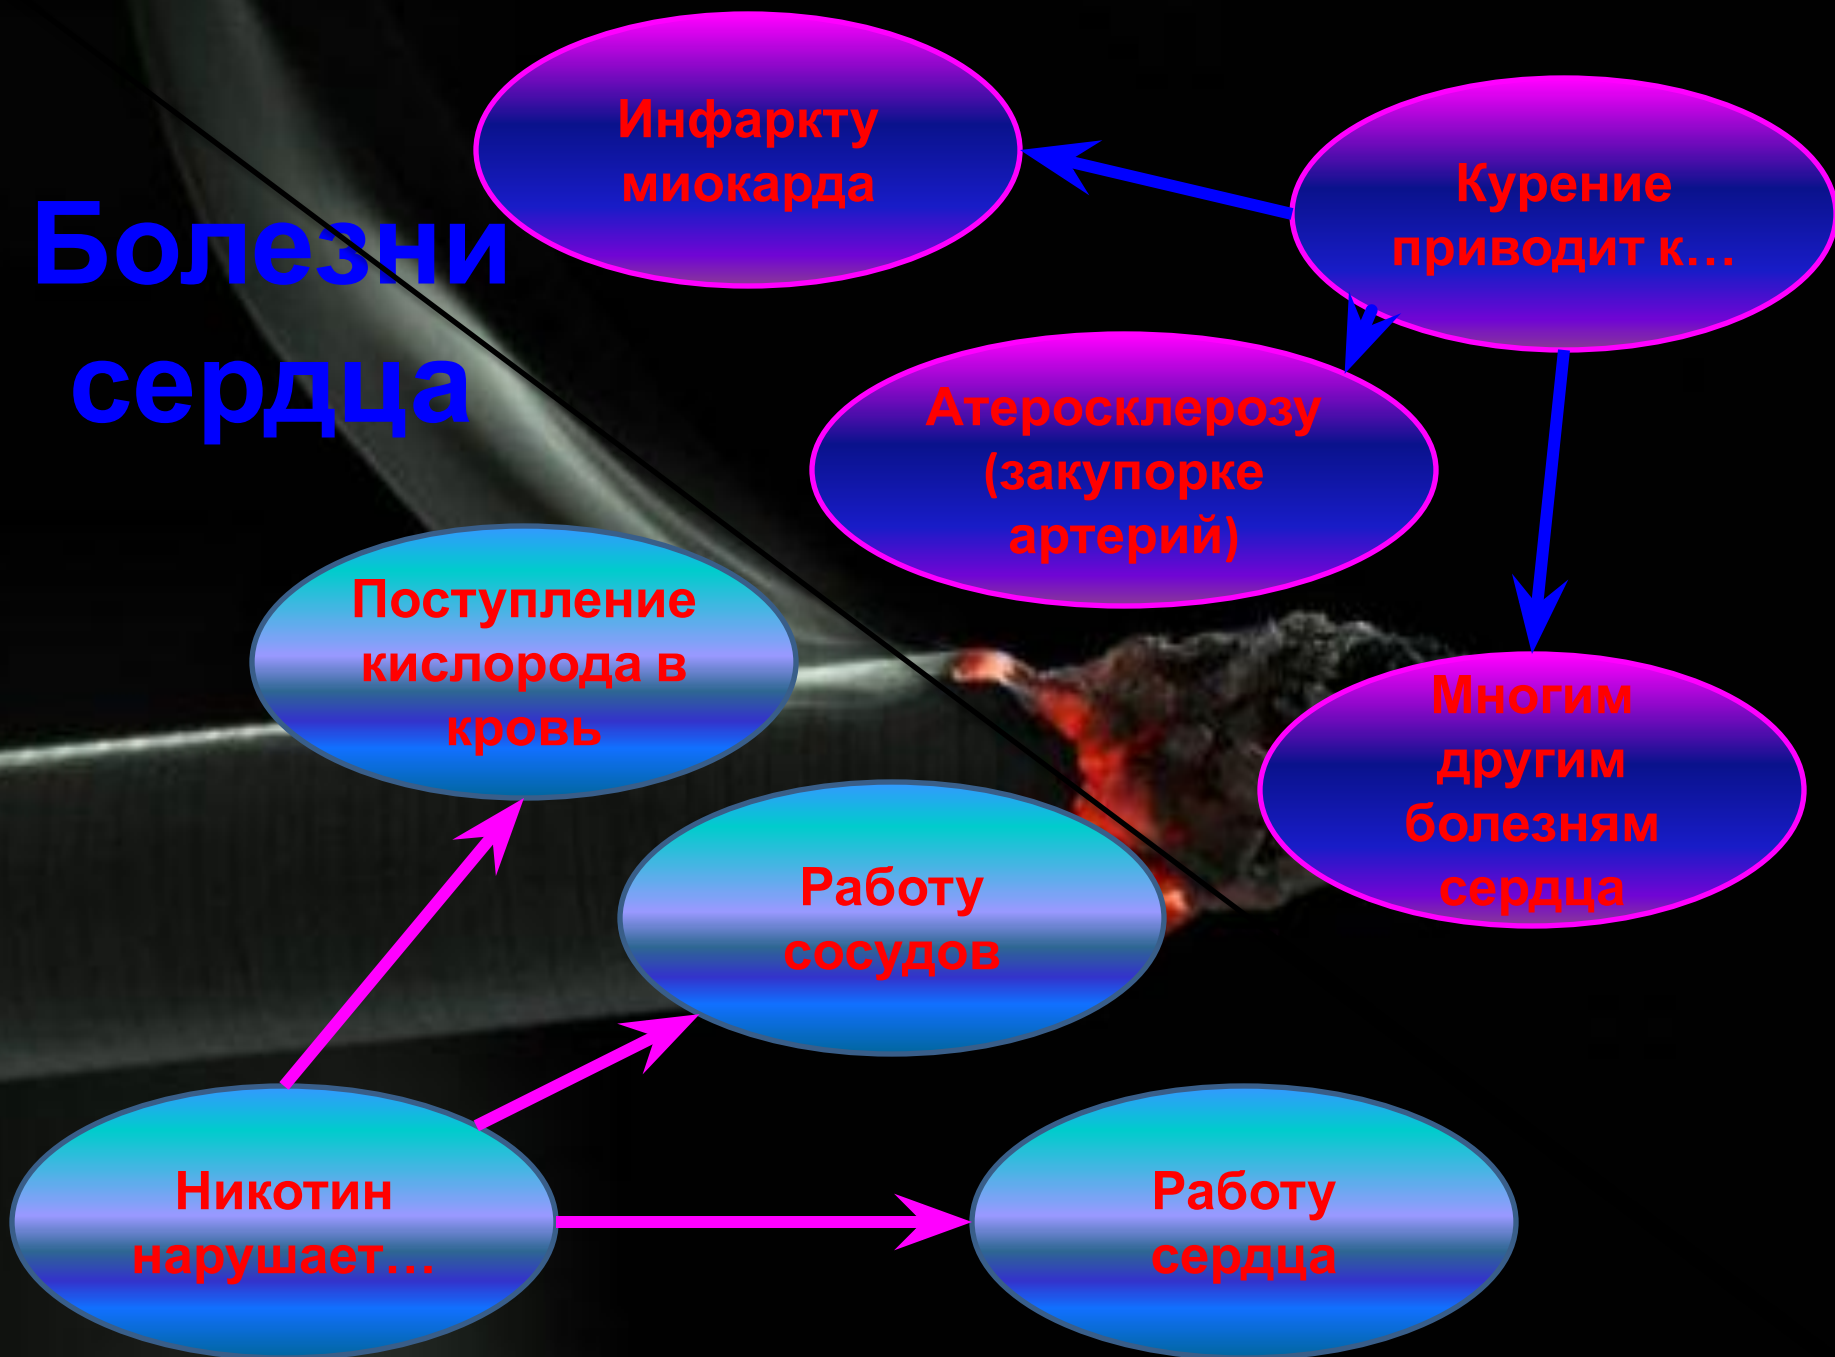 Болезни
сердца
Инфаркту
миокарда
Курение
приводит к…
Атеросклерозу
(закупорке
артерий)
Многим
другим
болезням
сердца
Поступление
кислорода в
кровь
Работу
сосудов
Никотин
нарушает…
Работу
сердца